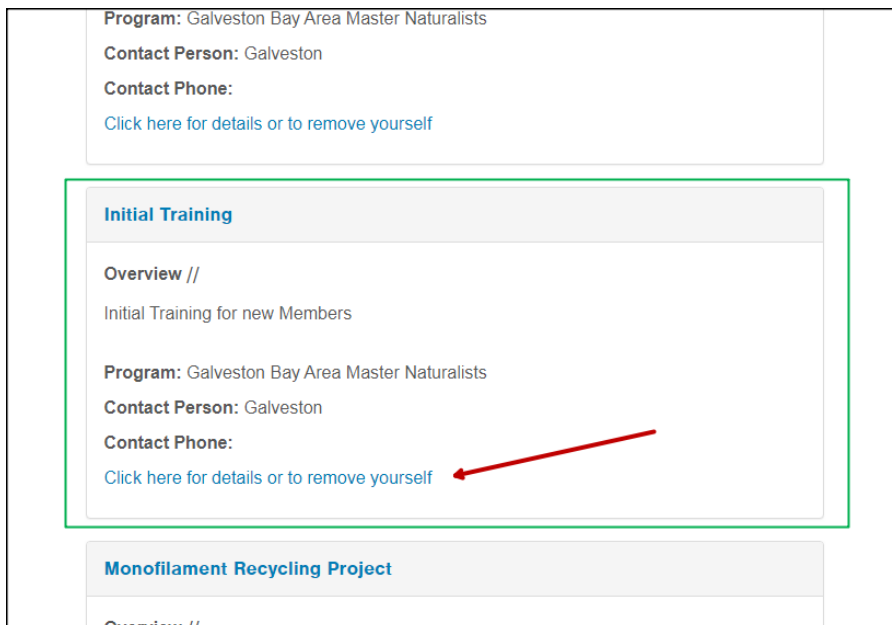 Program: Galveston Bay Area Master Naturalists
Contact Person: Galveston
Contact Phone:
Click here for details or to remove yourself
Initial Training
Overview //
Initial Training for new Members
Program: Galveston Bay Area Master Naturalists
Contact Person: Galveston
Contact Phone:
Click here for details or to remove yourself
Monofilament Recycling Project
Overview //